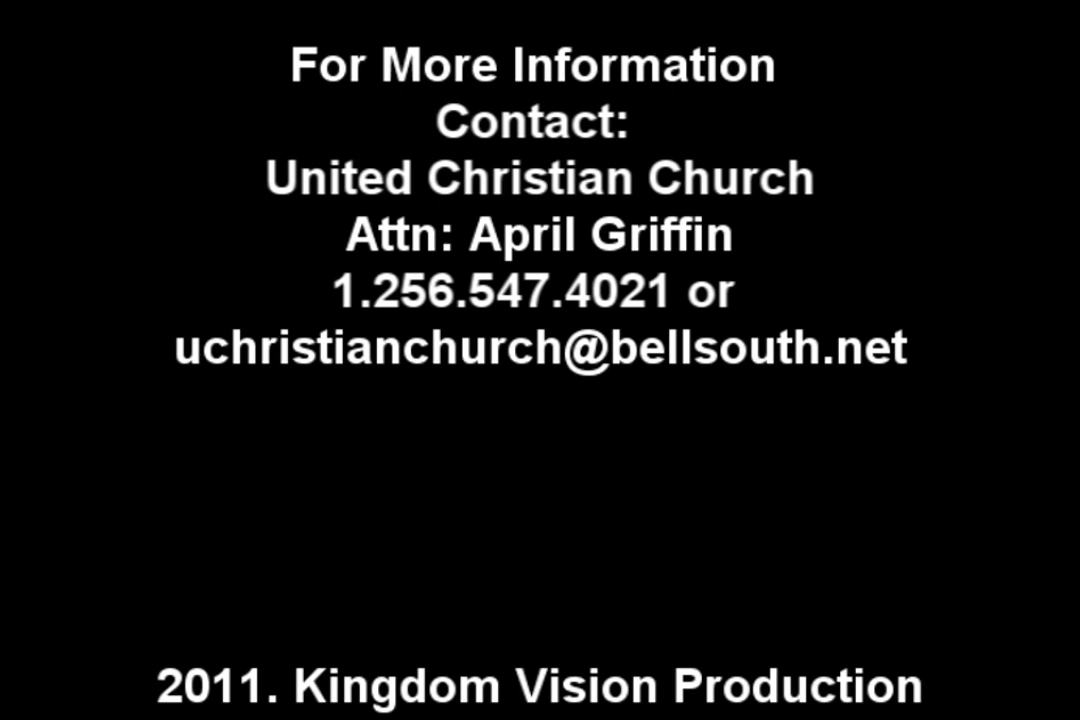 For More Information
Contact:
United Christian Church
Attn: April Griffin
1.256.547.4021 or
uchristianchurch@bellsouth.net
2011. Kingdom Vision Production